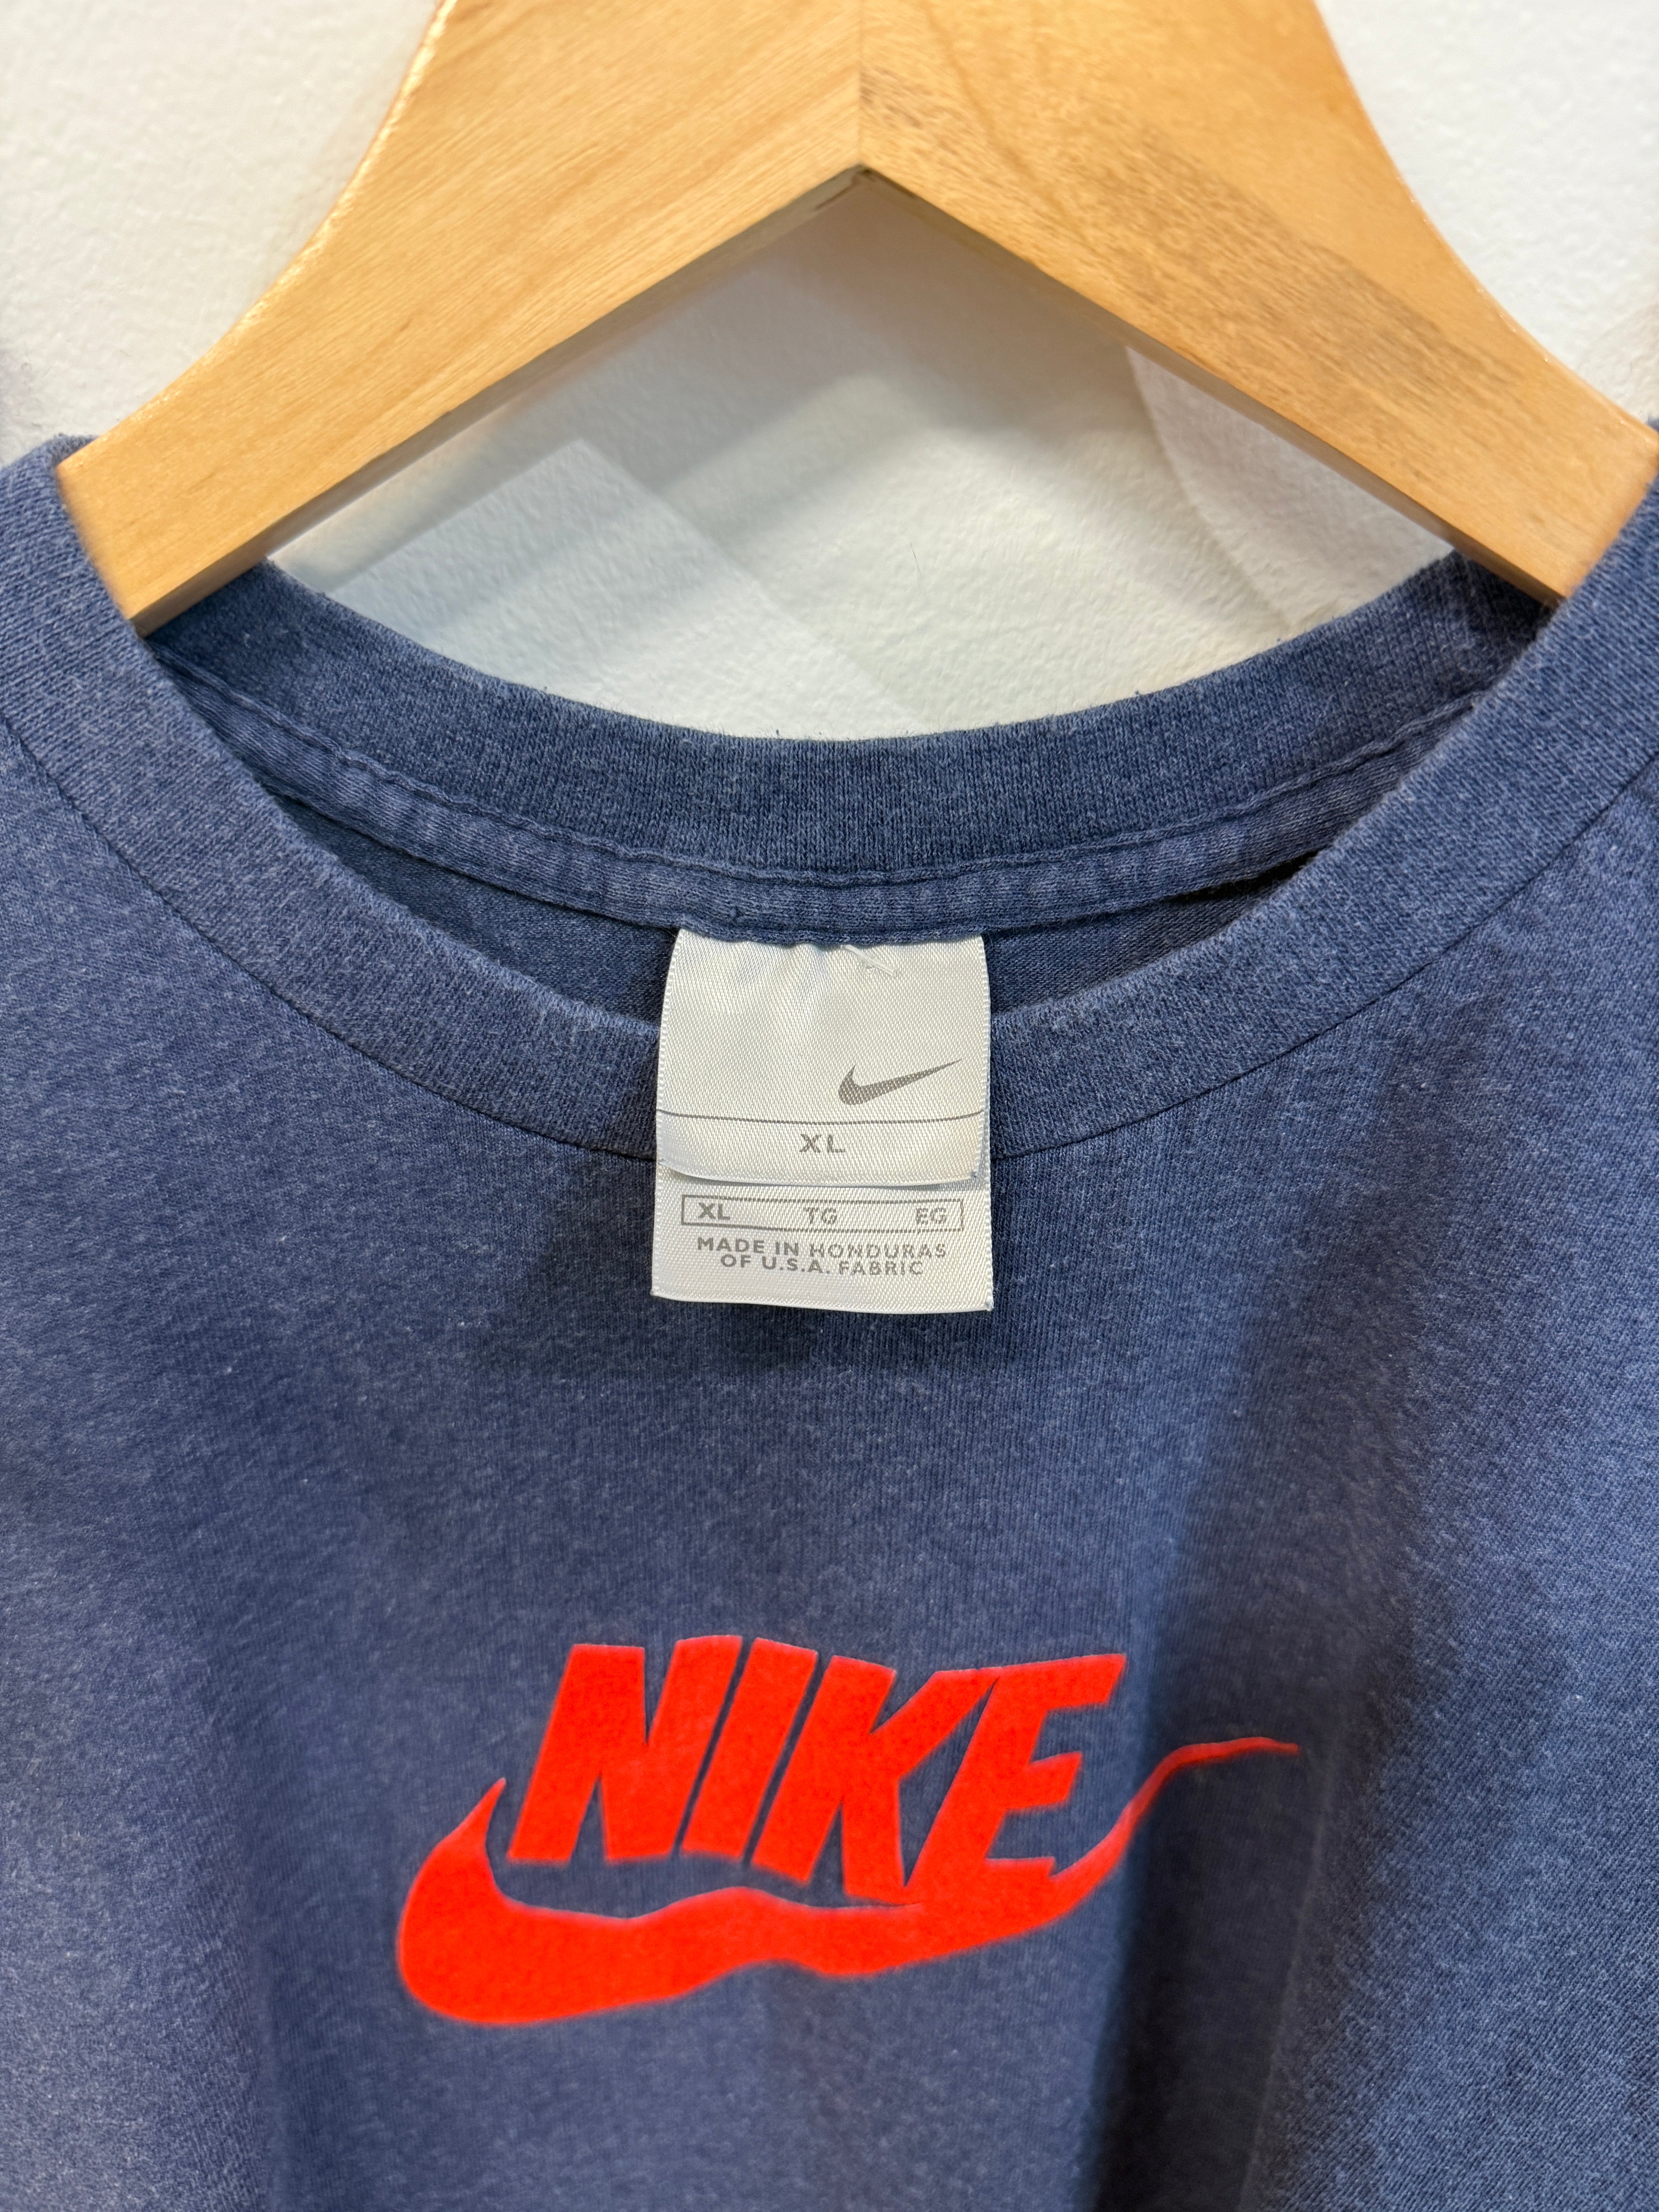 XL
XL TG EG
MADE IN HONDURAS
OF U.S.A. FABRIC
NIKE